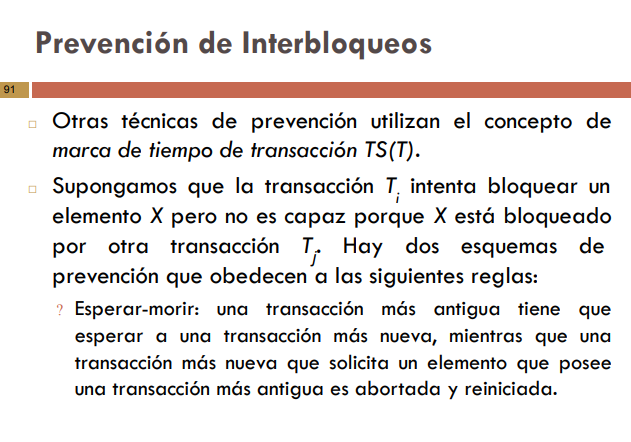 Prevención de Interbloqueos
91
□ Otras técnicas de prevención utilizan el concepto de
marca de tiempo de transacción TS(T).
□ Supongamos que la transacción Ti intenta bloquear un
elemento X pero no es capaz porque X está bloqueado
por otra transacción Tj. Hay dos esquemas de
prevención que obedecen a las siguientes reglas:
? Esperar-morir: una transacción más antigua tiene que
esperar a una transacción más nueva, mientras que una
transacción más nueva que solicita un elemento que posee
una transacción más antigua es abortada y reiniciada.